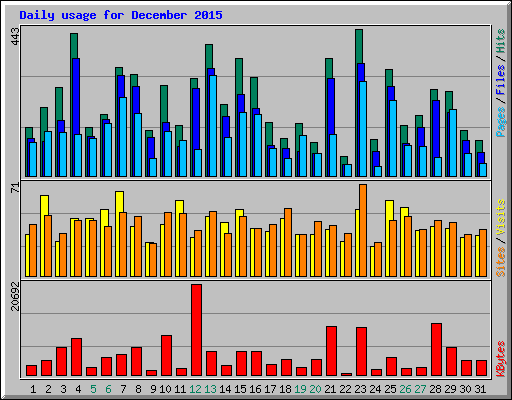 Daily usage for December 2015
443
Pages / Files / Hits
71
Sites / Visits
20692
KBytes
1 2 3 4 5 6 7 8 9 10 11 12 13 14 15 16 17 18 19 20 21 22 23 24 25 26 27 28 29 30 31